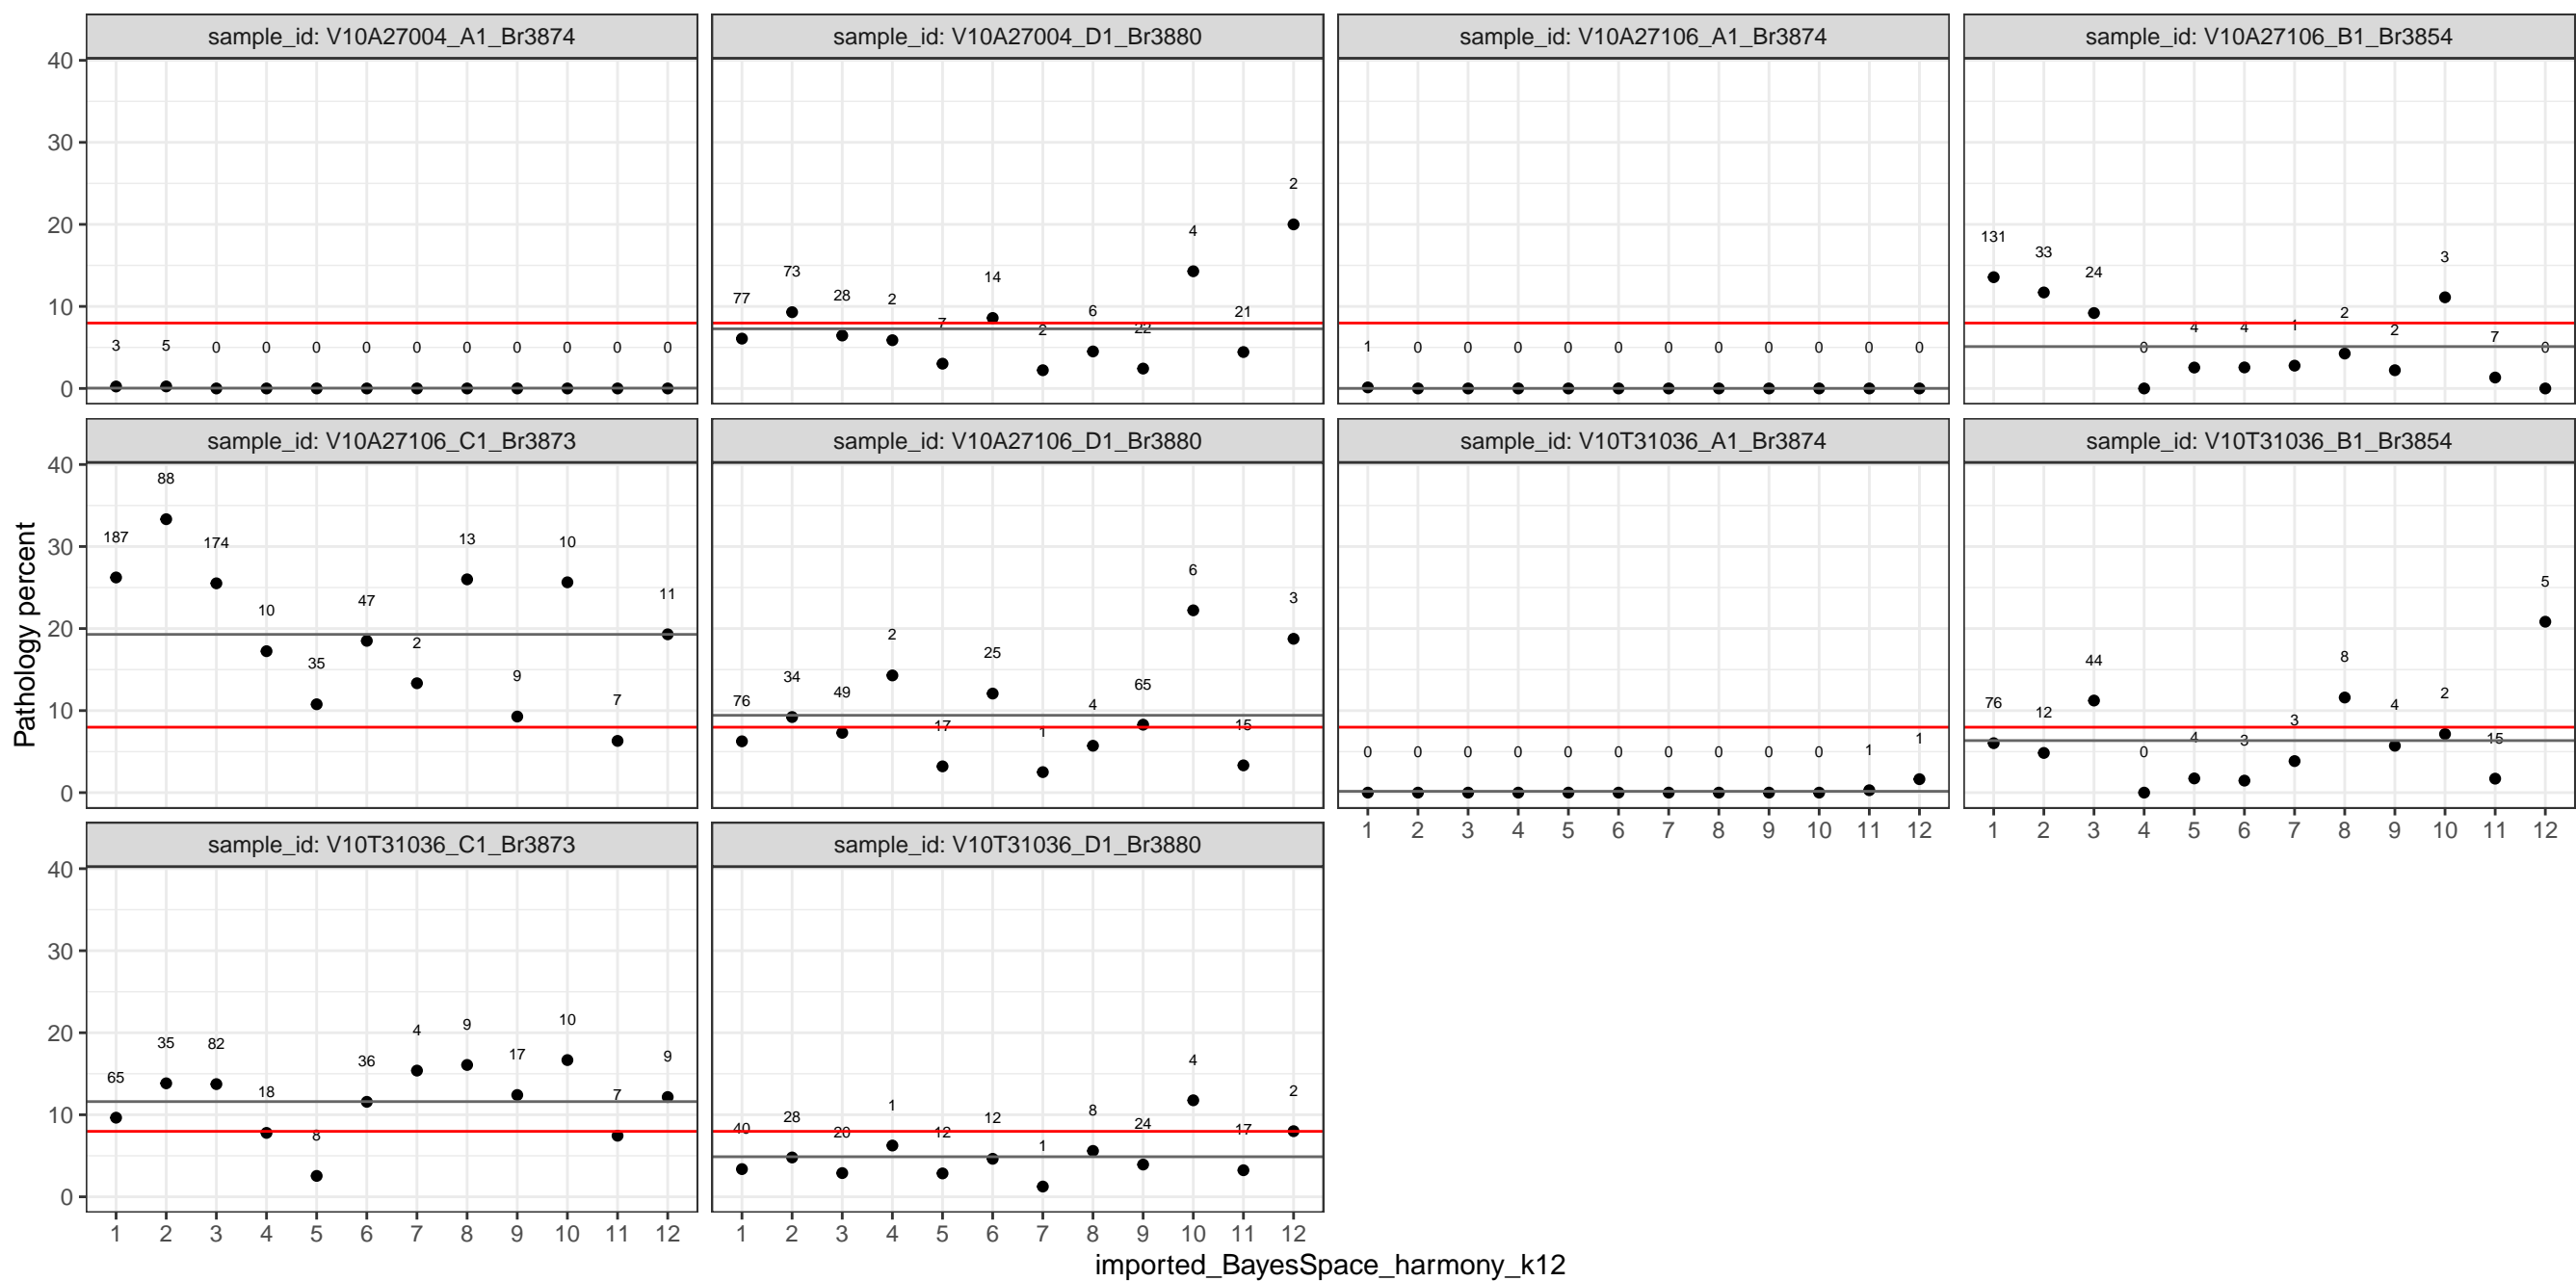 sample_id: V10A27004_A1_Br3874
sample_id: V10A27004_D1_Br3880
sample_id: V10A27106_A1_Br3874
sample_id: V10A27106_B1_Br3854
40
30
20
10
0
3 5 0 0 0 0 0 0 0 0 0 0
77 73 28 2 7 14 2 6 22 4 21 2
1 0 0 0 0 0 0 0 0 0 0 0
131 33 24 0 4 4 1 2 2 3 7 0
sample_id: V10A27106_C1_Br3873
sample_id: V10A27106_D1_Br3880
sample_id: V10T31036_A1_Br3874
sample_id: V10T31036_B1_Br3854
40
30
20
10
0
187 88 174 10 35 47 2 13 9 10 7 11
76 34 49 2 17 25 1 4 65 6 15 3
0 0 0 0 0 0 0 0 0 0 1 1
76 12 44 0 4 3 3 8 4 2 15 5
1 2 3 4 5 6 7 8 9 10 11 12
1 2 3 4 5 6 7 8 9 10 11 12
Pathology percent
sample_id: V10T31036_C1_Br3873
sample_id: V10T31036_D1_Br3880
40
30
20
10
0
65 35 82 18 8 36 4 9 17 10 7 9
40 28 20 1 12 12 1 8 24 4 17 2
1 2 3 4 5 6 7 8 9 10 11 12
1 2 3 4 5 6 7 8 9 10 11 12
imported_BayesSpace_harmony_k12